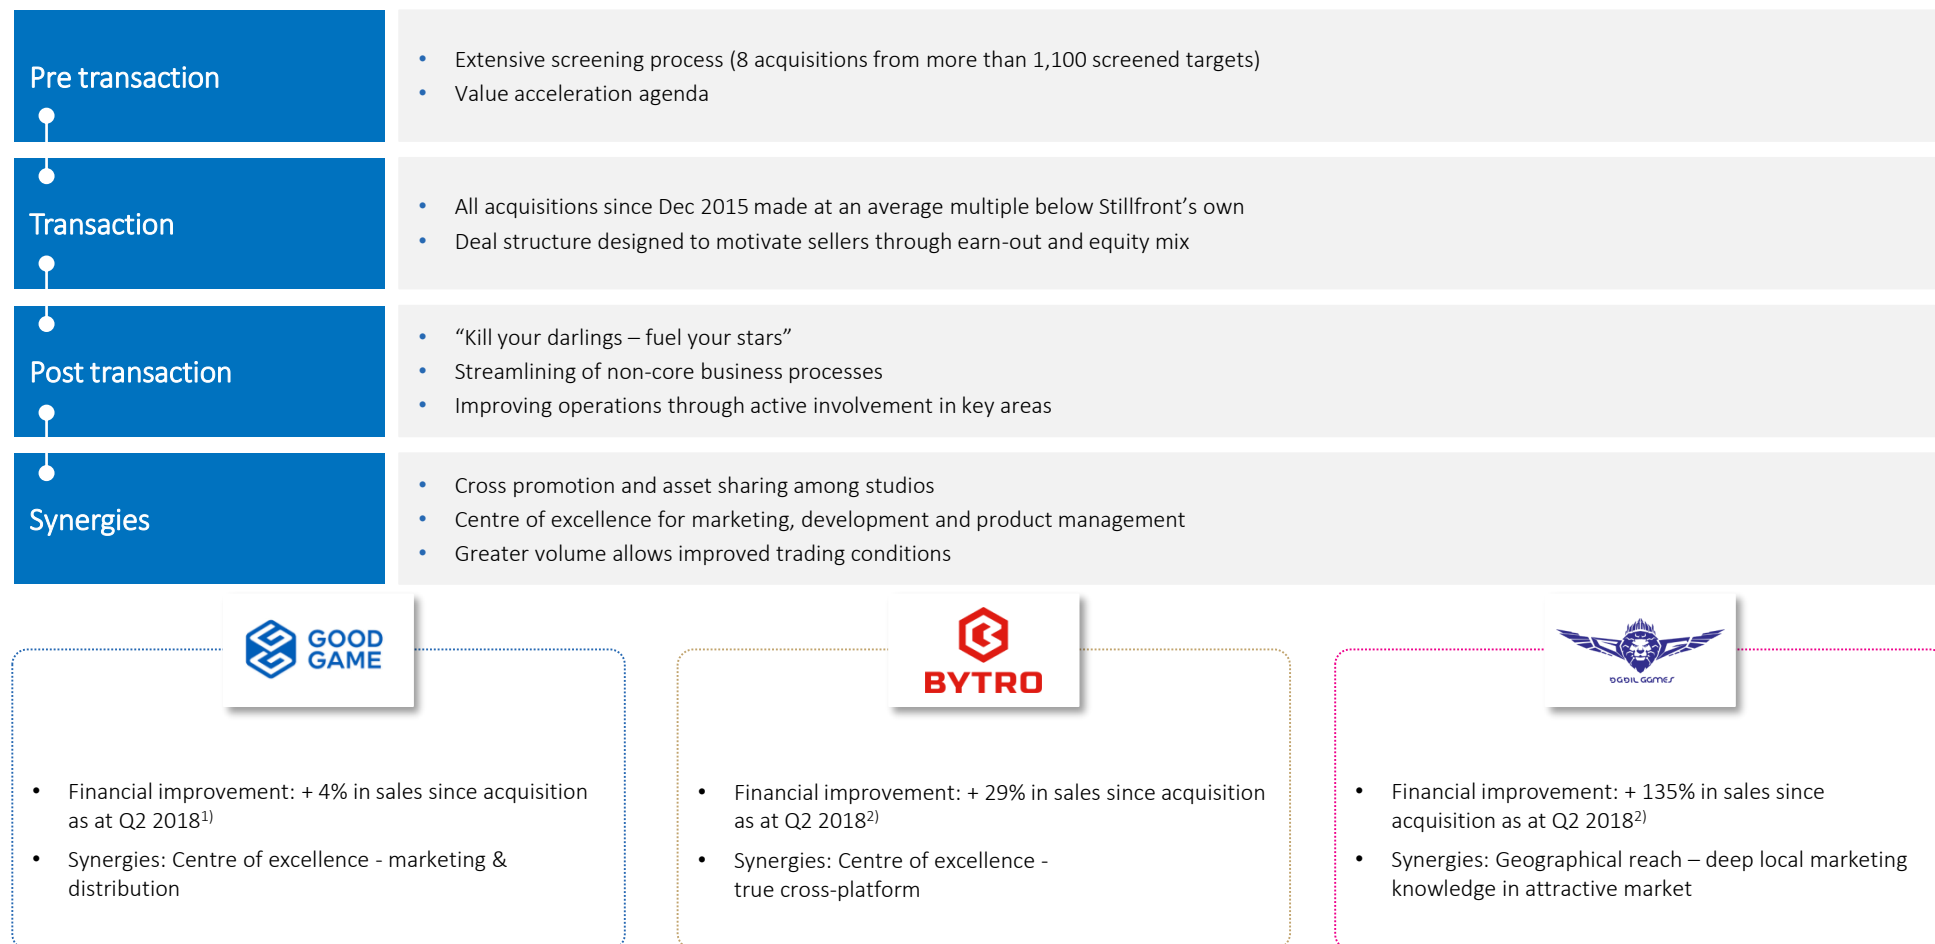 Pre transaction
• Extensive screening process (8 acquisitions from more than 1,100 screened targets)
• Value acceleration agenda
Transaction
• All acquisitions since Dec 2015 made at an average multiple below Stillfront’s own
• Deal structure designed to motivate sellers through earn-out and equity mix
Post transaction
• “Kill your darlings – fuel your stars”
• Streamlining of non-core business processes
• Improving operations through active involvement in key areas
Synergies
• Cross promotion and asset sharing among studios
• Centre of excellence for marketing, development and product management
• Greater volume allows improved trading conditions
GOOD
GAME
• Financial improvement: + 4% in sales since acquisition
as at Q2 2018¹⁾
• Synergies: Centre of excellence - marketing &
distribution
BYTRO
• Financial improvement: + 29% in sales since acquisition
as at Q2 2018²⁾
• Synergies: Centre of excellence -
true cross-platform
BABIL GAMES
• Financial improvement: + 135% in sales since
acquisition as at Q2 2018²⁾
• Synergies: Geographical reach – deep local marketing
knowledge in attractive market